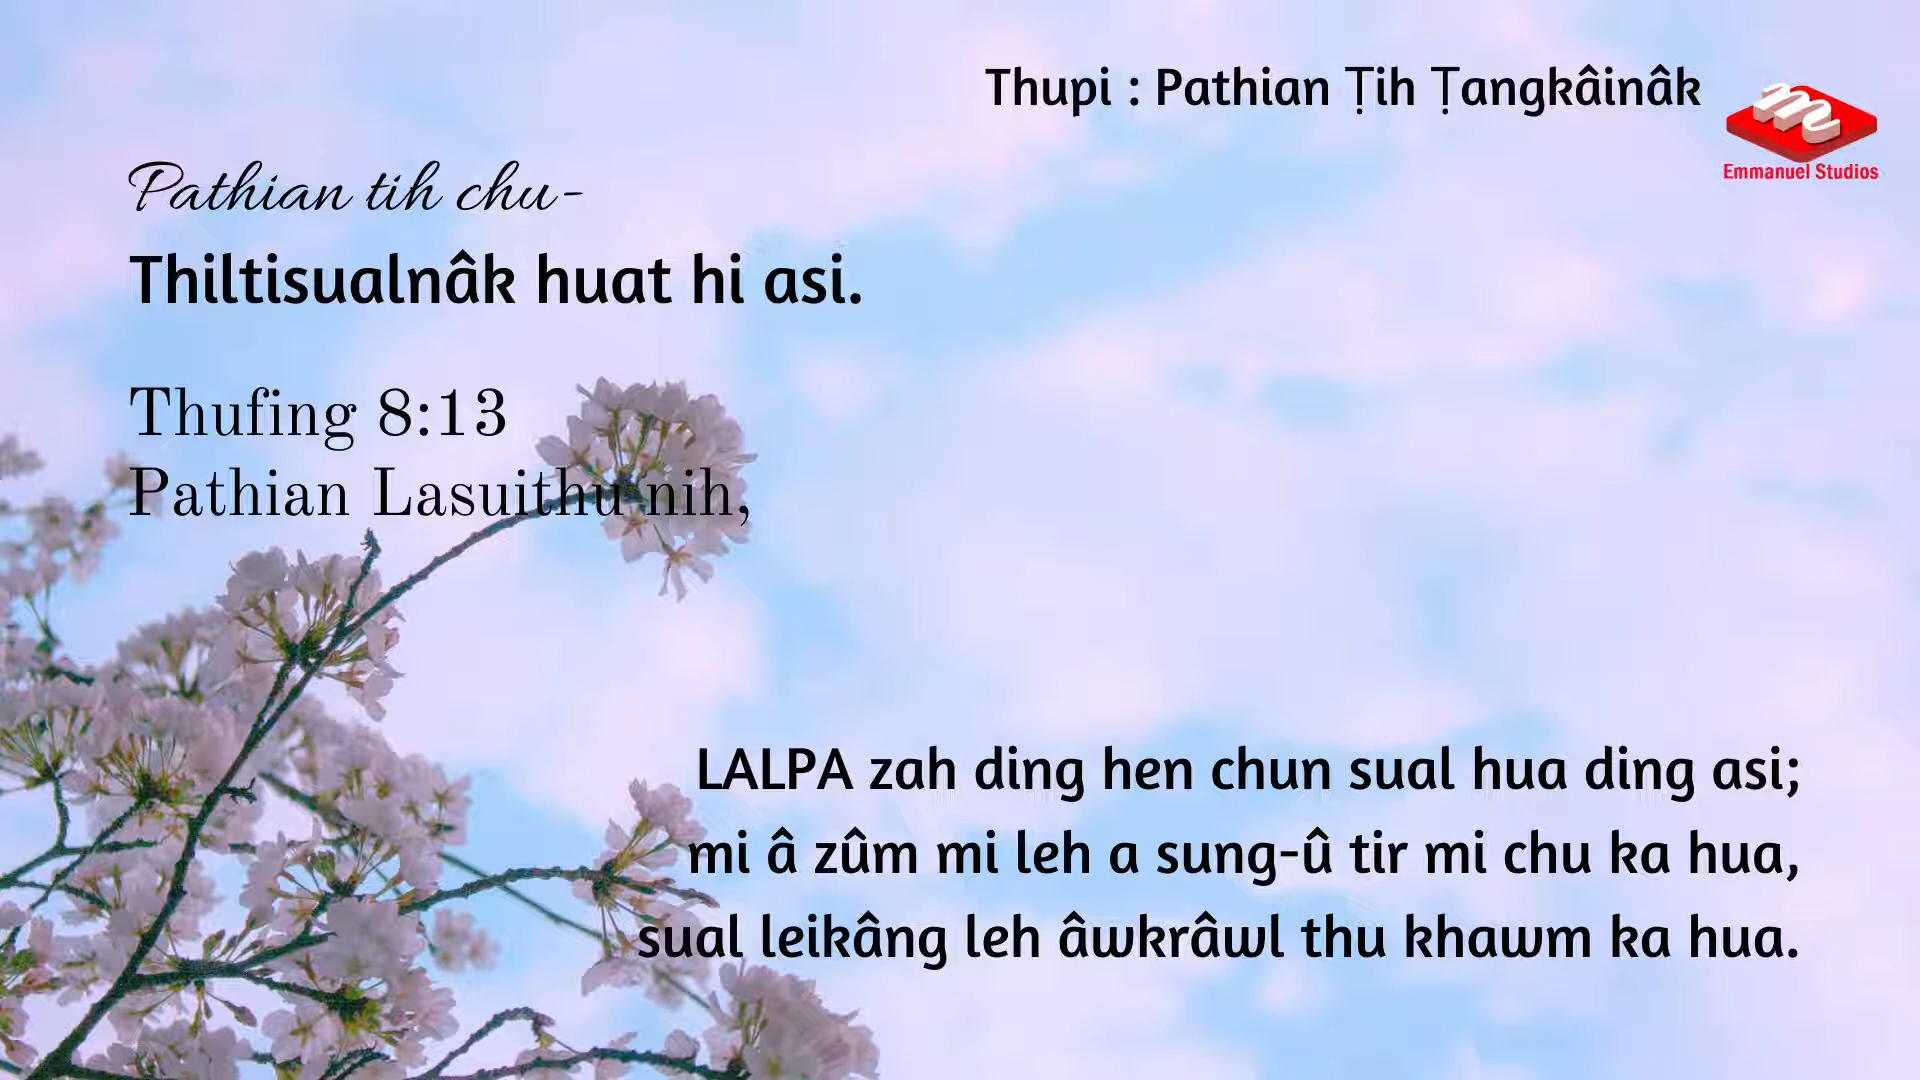 Thupi : Pathian Ṭih Ṭangkâinâk
Emmanuel Studios
Pathian tih chu-
Thiltisualnâk huat hi asi.
Thufing 8:13
Pathian Lasuithu nih,
LALPA zah ding hen chun sual hua ding asi;
mi â zûm mi leh a sung-û tir mi chu ka hua,
sual leikâng leh âwkrâwl thu khawm ka hua.